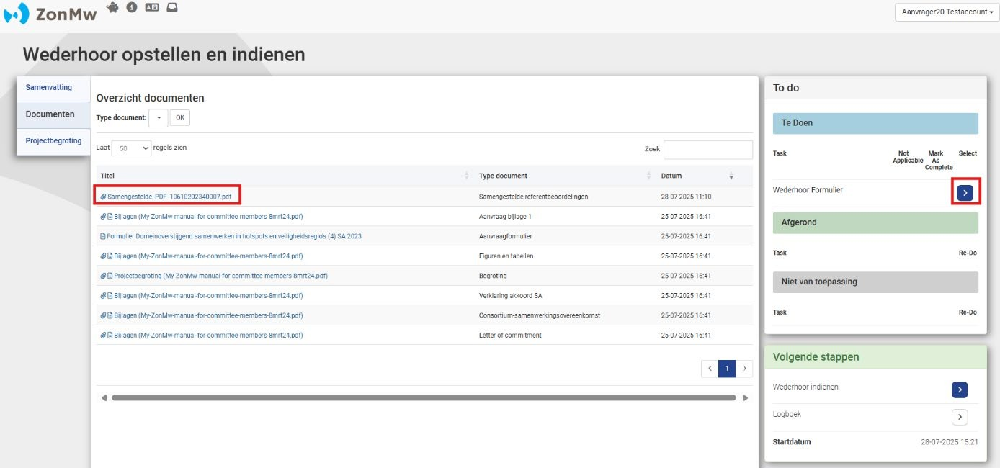 ZonMw
Aanvrager20 Testaccount
Wederhoor opstellen en indienen
Samenvatting
Documenten
Projectbegroting
Overzicht documenten
Type document:
OK
Laat 50 regels zien
Zoek
Titel Type document Datum
Samengestelde_PDF_10610202340007.pdf Samengestelde referentbeoordelingen 28-07-2025 11:10
Bijlagen (My-ZonMw-manual-for-committee-members-8mrt24.pdf) Aanvraag bijlage 1 25-07-2025 16:41
Formulier Domeinoverstijgend samenwerken in hotspots en veiligheidsregio's (4) SA 2023 Aanvraagformulier 25-07-2025 16:41
Bijlagen (My-ZonMw-manual-for-committee-members-8mrt24.pdf) Figuren en tabellen 25-07-2025 16:41
Projectbegroting (My-ZonMw-manual-for-committee-members-8mrt24.pdf) Begroting 25-07-2025 16:41
Bijlagen (My-ZonMw-manual-for-committee-members-8mrt24.pdf) Verklaring akkoord SA 25-07-2025 16:41
Bijlagen (My-ZonMw-manual-for-committee-members-8mrt24.pdf) Consortium-samenwerkingsovereenkomst 25-07-2025 16:41
Bijlagen (My-ZonMw-manual-for-committee-members-8mrt24.pdf) Letter of commitment 25-07-2025 16:41
1
To do
Te Doen
Task Not Applicable Mark As Complete Select
Wederhoor Formulier
Afgerond
Task Re-Do
Niet van toepassing
Task Re-Do
Volgende stappen
Wederhoor indienen
Logboek
Startdatum 28-07-2025 15:21